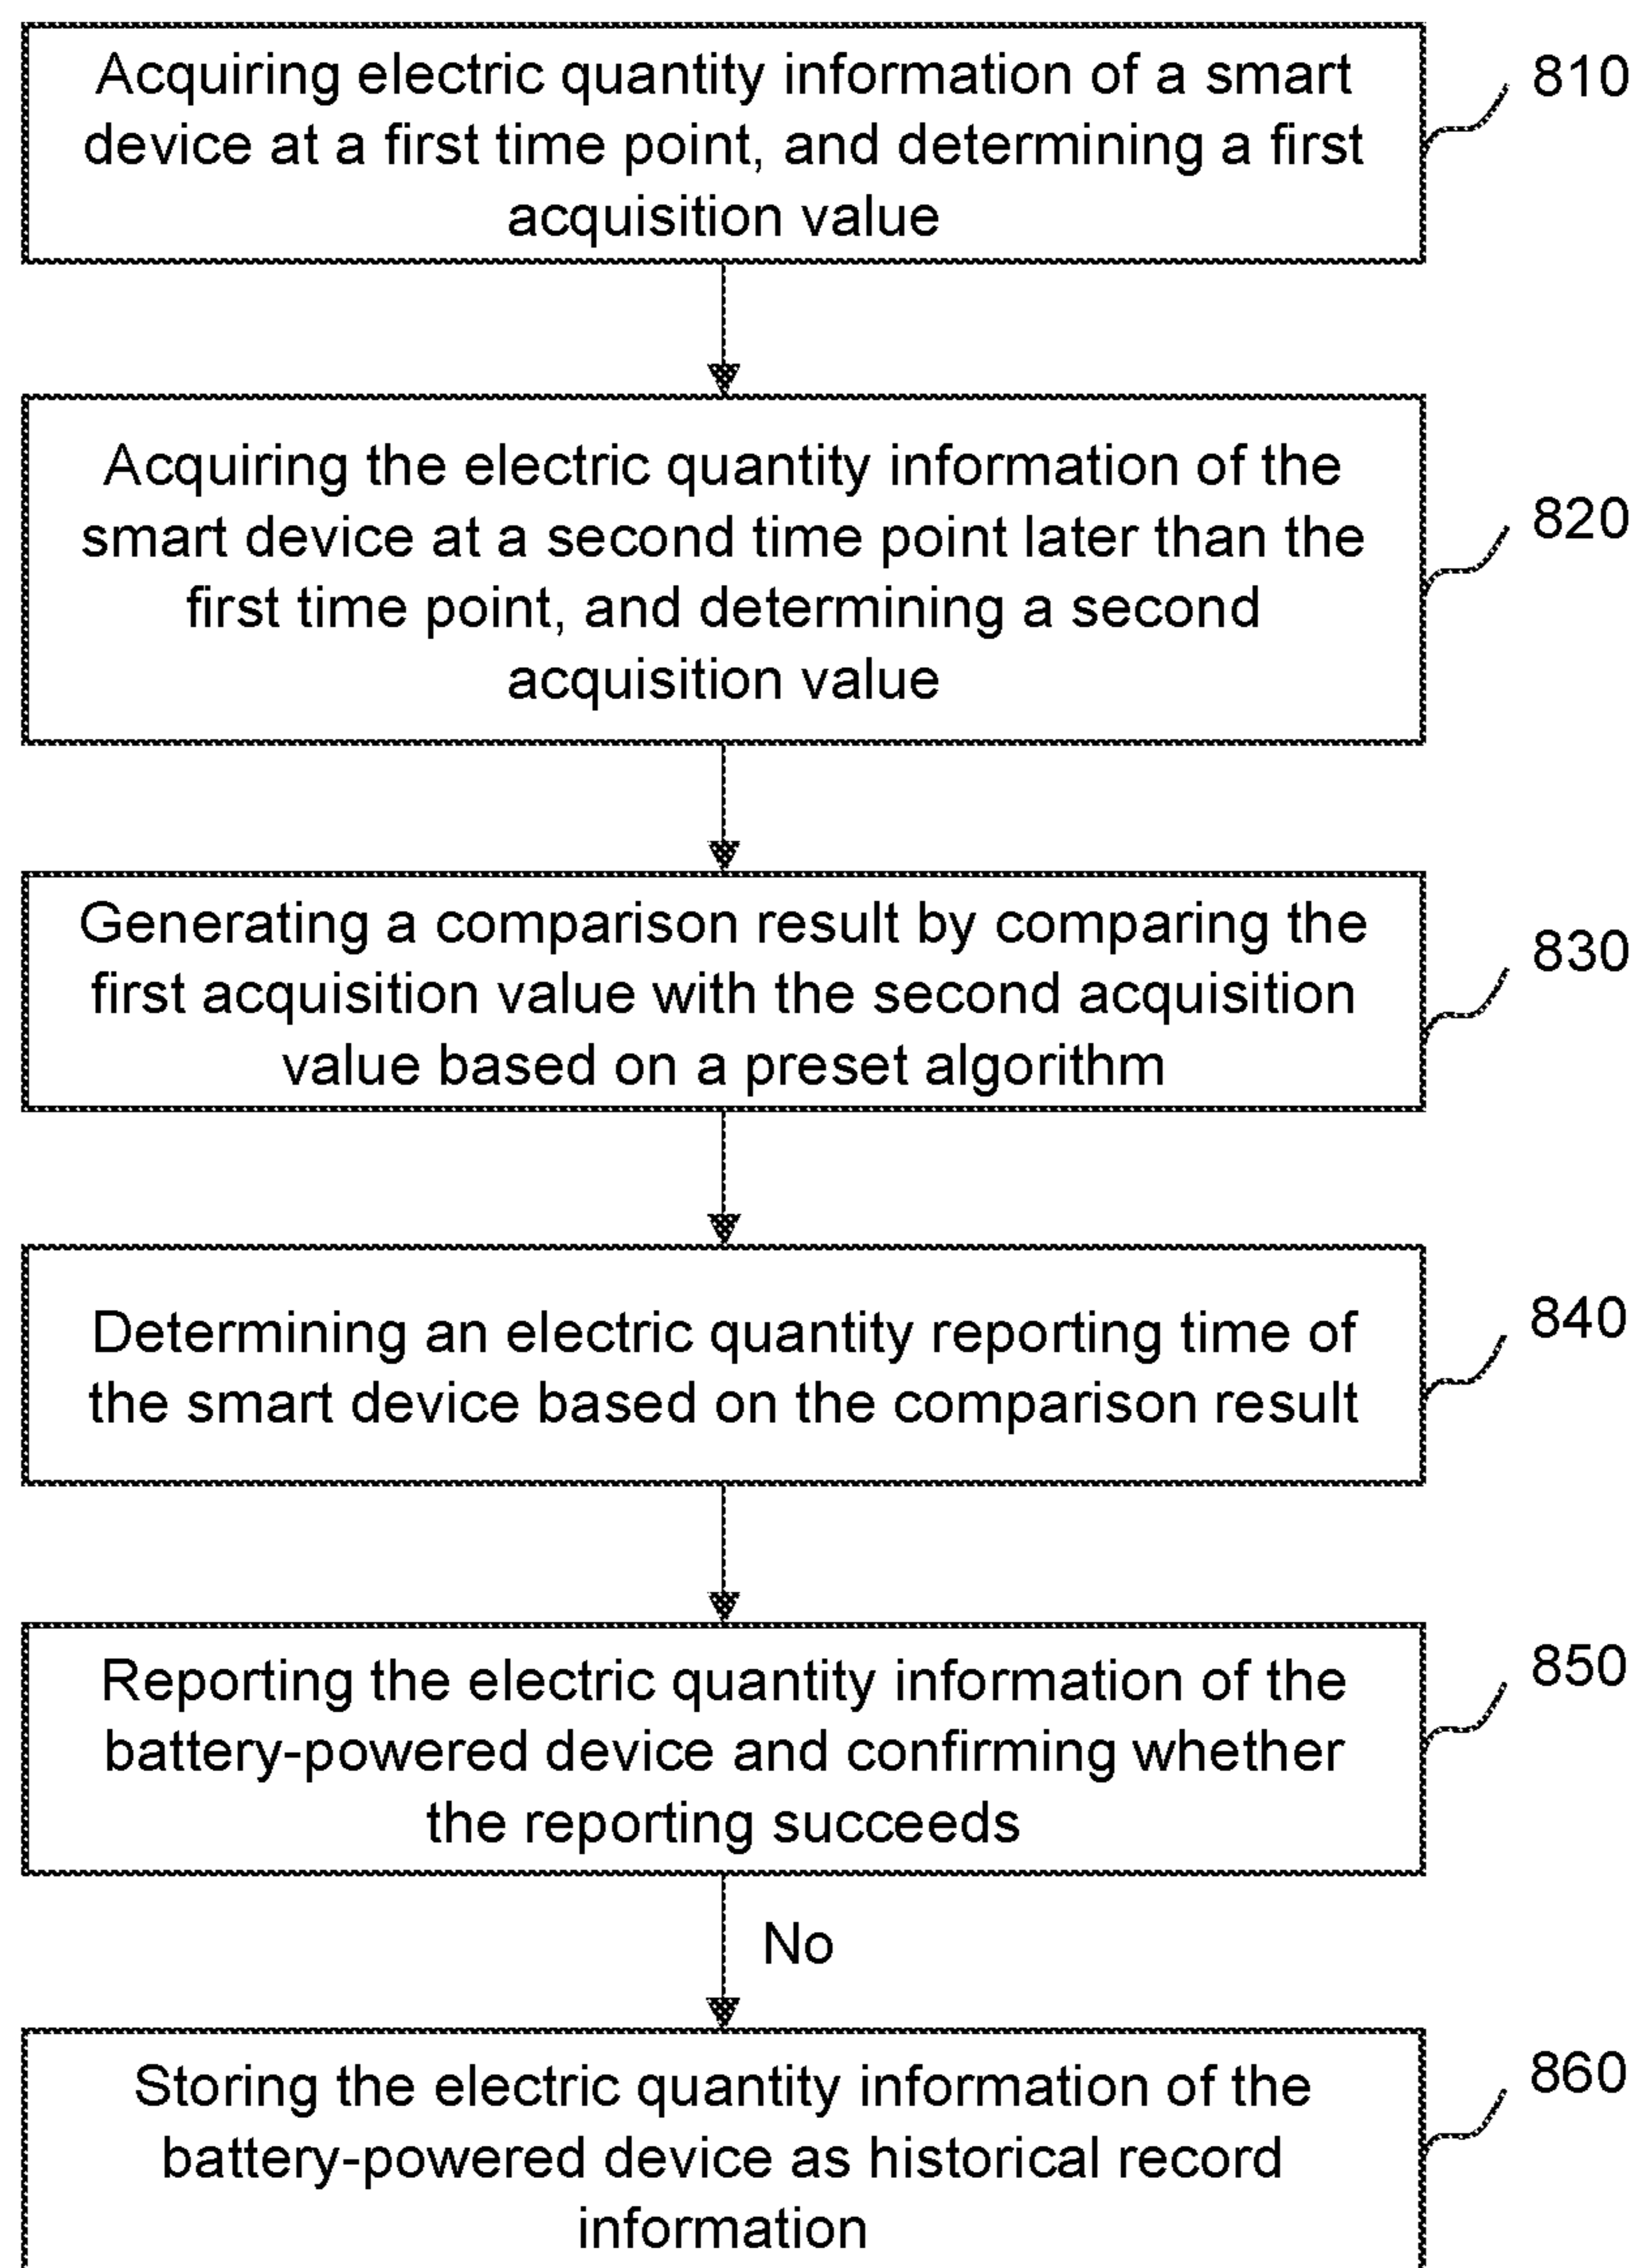 Acquiring electric quantity information of a smart
device at a first time point, and determining a first
acquisition value
810
Acquiring the electric quantity information of the
smart device at a second time point later than the
first time point, and determining a second
acquisition value
820
Generating a comparison result by comparing the
first acquisition value with the second acquisition
value based on a preset algorithm
830
Determining an electric quantity reporting time of
the smart device based on the comparison result
840
Reporting the electric quantity information of the
battery-powered device and confirming whether
the reporting succeeds
850
No
Storing the electric quantity information of the
battery-powered device as historical record
information
860